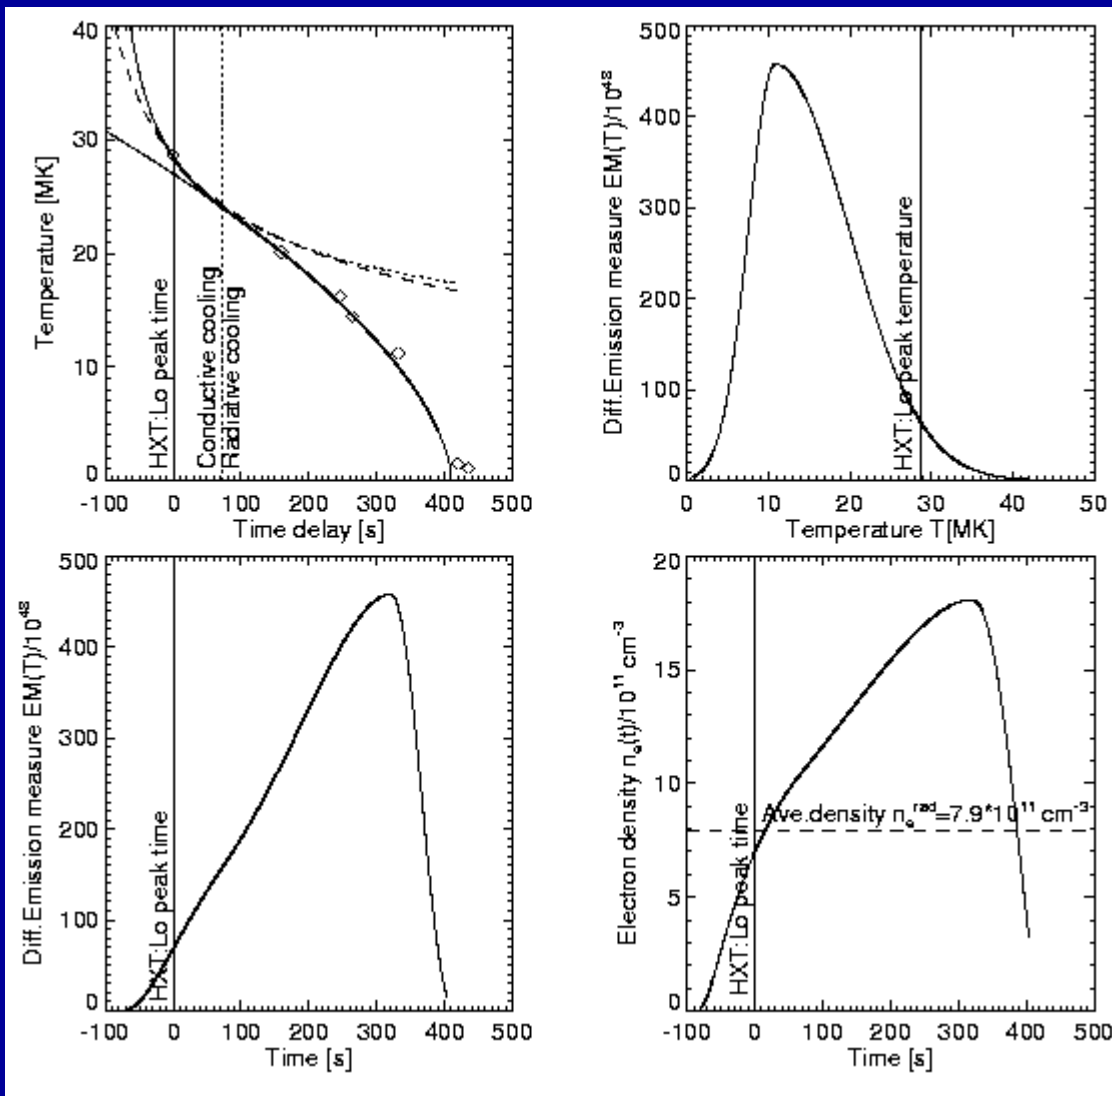 40
30
20
10
0
Temperature [MK]
HXT:Lo peak time
Conductive cooling
Radiative cooling
-100 0 100 200 300 400 500
Time delay [s]
500
400
300
200
100
0
Diff.Emission measure EM(T)/10^48
HXT:Lo peak temperature
0 10 20 30 40 50
Temperature T[MK]
500
400
300
200
100
0
Diff.Emission measure EM(T)/10^48
HXT:Lo peak time
-100 0 100 200 300 400 500
Time [s]
20
15
10
5
0
Electron density n_e(t)/10^11 cm^-3
HXT:Lo peak time
Ave.density n_e^rad=7.9*10^11 cm^-3
-100 0 100 200 300 400 500
Time [s]